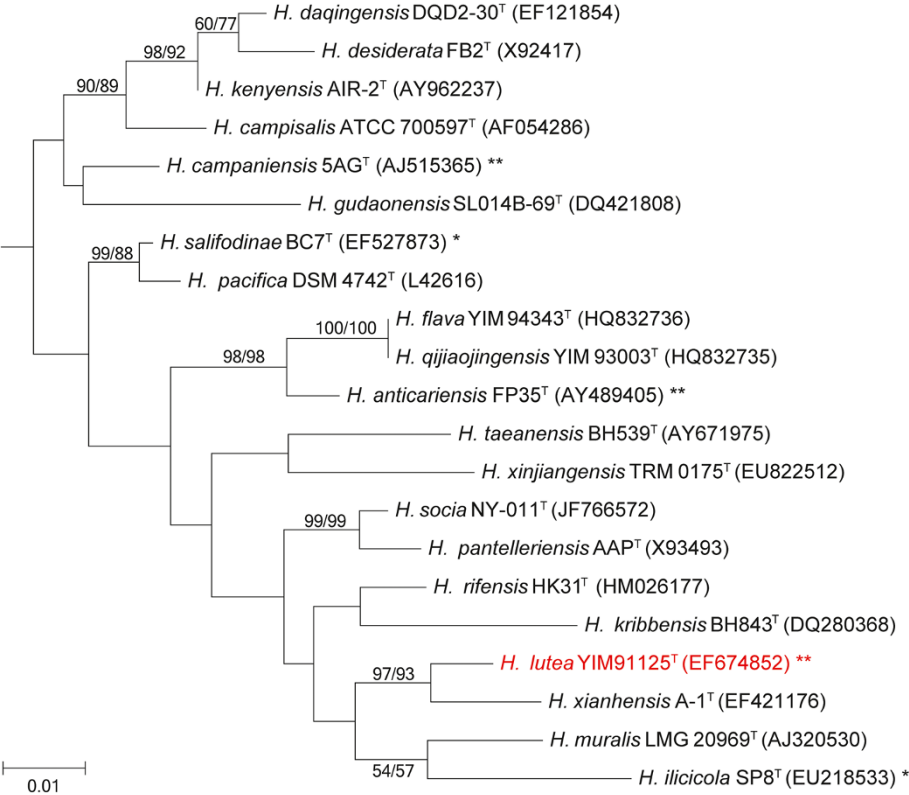 H. daqingensis DQD2-30ᵀ (EF121854)
60/77
H. desiderata FB2ᵀ (X92417)
98/92
H. kenyensis AIR-2ᵀ (AY962237)
90/89
H. campisalis ATCC 700597ᵀ (AF054286)
H. campaniensis 5AGᵀ (AJ515365) **
H. gudaonensis SL014B-69ᵀ (DQ421808)
H. salifodinae BC7ᵀ (EF527873) *
99/88
H. pacifica DSM 4742ᵀ (L42616)
H. flava YIM 94343ᵀ (HQ832736)
100/100
H. qijiaojingensis YIM 93003ᵀ (HQ832735)
98/98
H. anticariensis FP35ᵀ (AY489405) **
H. taeanensis BH539ᵀ (AY671975)
H. xinjiangensis TRM 0175ᵀ (EU822512)
H. socia NY-011ᵀ (JF766572)
99/99
H. pantelleriensis AAPᵀ (X93493)
H. rifensis HK31ᵀ (HM026177)
H. kribbensis BH843ᵀ (DQ280368)
H. lutea YIM91125ᵀ (EF674852) **
97/93
H. xianhensis A-1ᵀ (EF421176)
H. muralis LMG 20969ᵀ (AJ320530)
54/57
H. ilicicola SP8ᵀ (EU218533) *
0.01